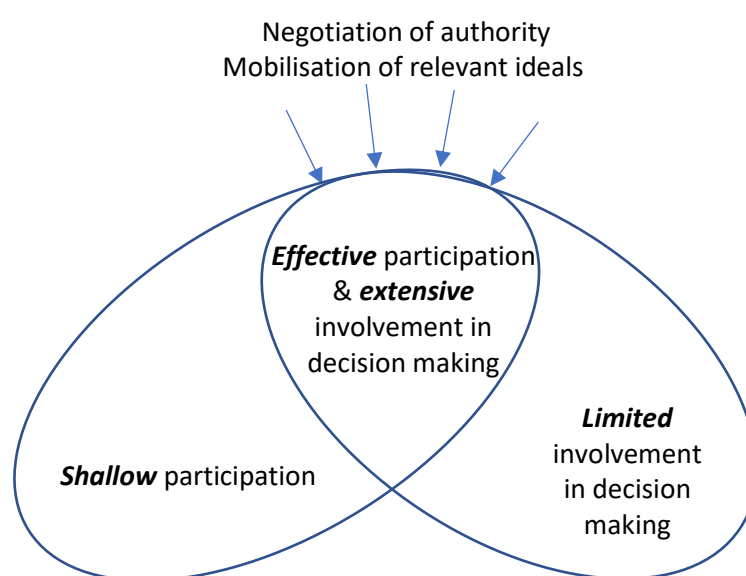 Negotiation of authority
Mobilisation of relevant ideals
Effective participation
& extensive
involvement in
decision making
Shallow participation
Limited
involvement
in decision
making